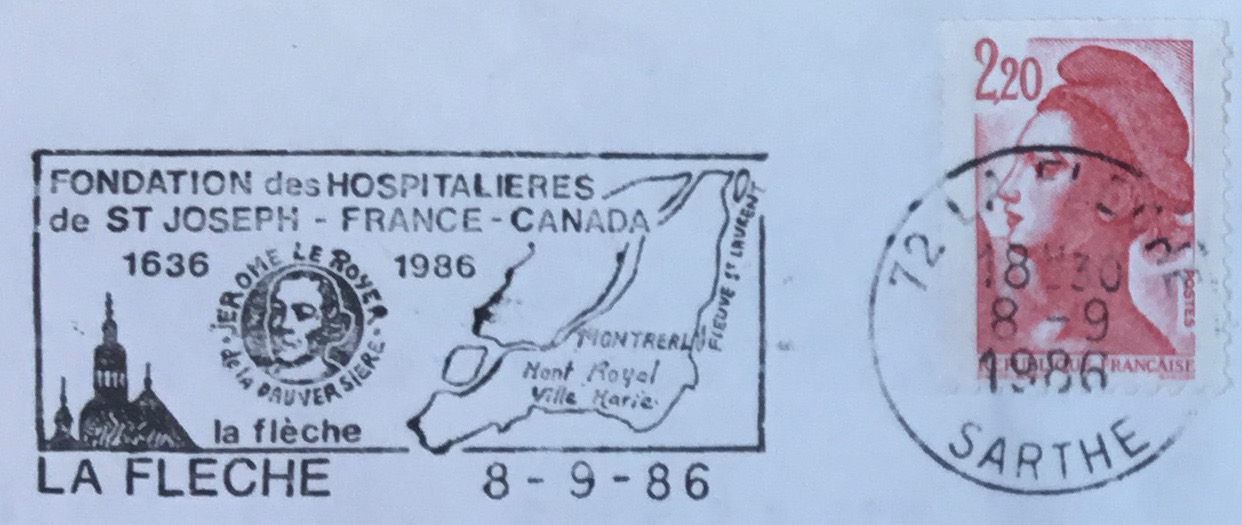 FONDATION des HOSPITALIERES
de ST JOSEPH - FRANCE - CANADA
1636
1986
JEROME LE ROYER
de la DAUVERSIERE
la flèche
MONTREAL
Mont Royal
Ville Marie
FLEUVE ST LAURENT
LA FLECHE
8 - 9 - 86
2,20
POSTES
REPUBLIQUE FRANCAISE
72
18 H 30
8 - 9
1986
SARTHE